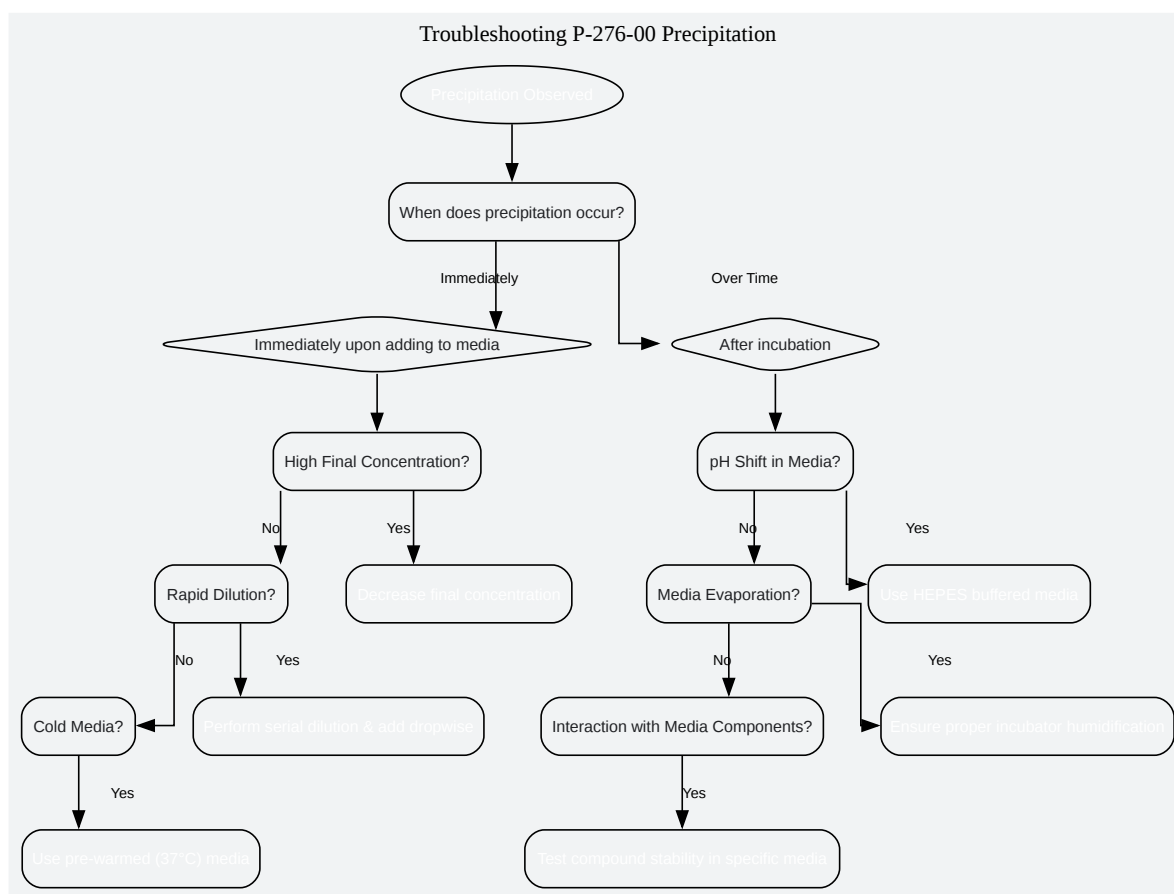 Troubleshooting P-276-00 Precipitation
Precipitation Observed
When does precipitation occur?
Immediately
Over Time
Immediately upon adding to media
After incubation
High Final Concentration?
pH Shift in Media?
No
Yes
No
Yes
Rapid Dilution?
Decrease final concentration
Media Evaporation?
Use HEPES buffered media
No
Yes
No
Yes
Cold Media?
Perform serial dilution & add dropwise
Interaction with Media Components?
Ensure proper incubator humidification
Yes
Yes
Use pre-warmed (37°C) media
Test compound stability in specific media